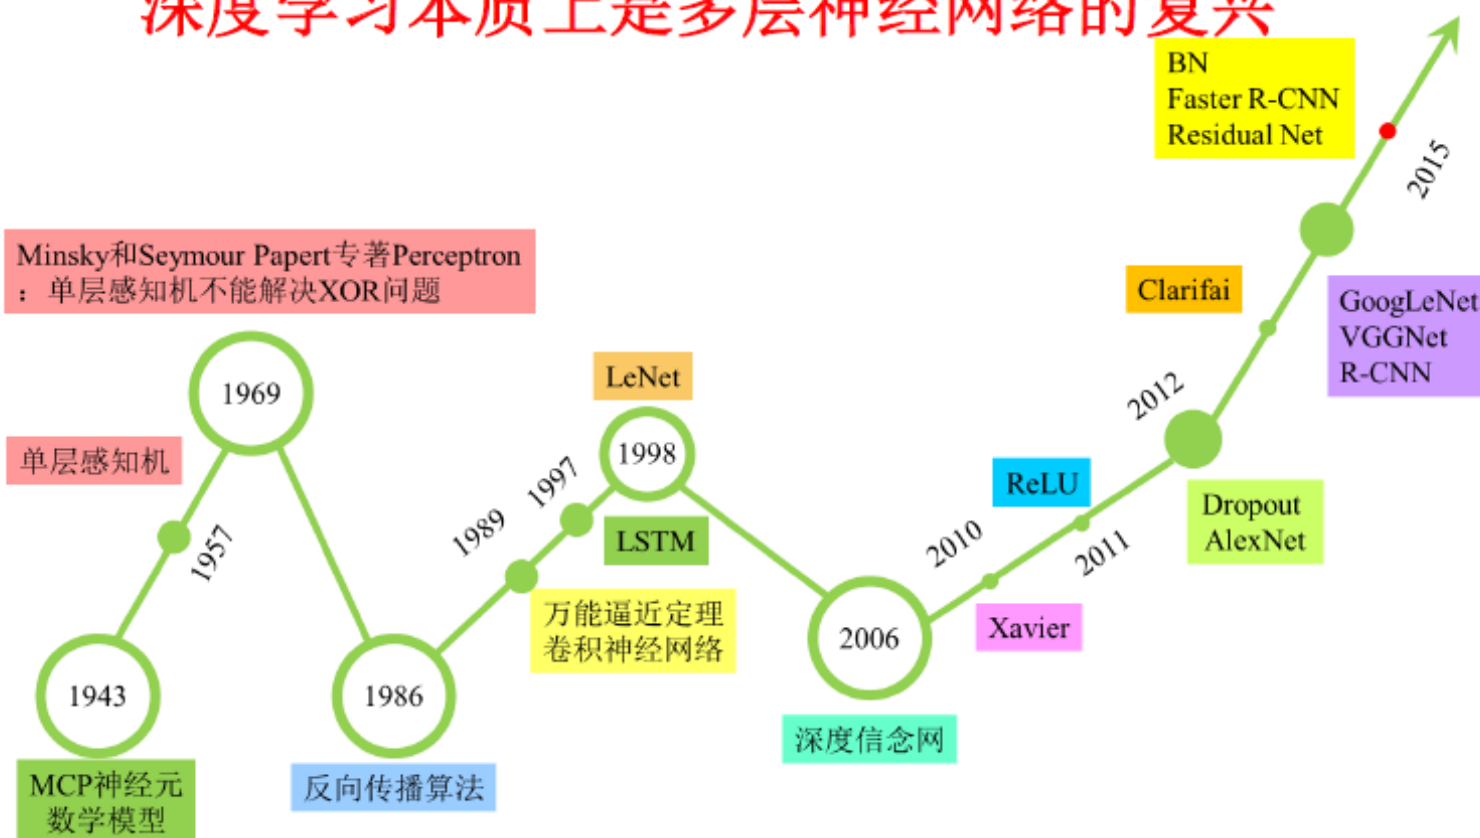 深度学习本质上是多层神经网络的复兴
BN
Faster R-CNN
Residual Net
2015
Minsky和Seymour Papert专著Perceptron
：单层感知机不能解决XOR问题
Clarifai
GoogLeNet
VGGNet
R-CNN
1969
LeNet
2012
单层感知机
1998
1997
ReLU
1957
1989
LSTM
2010
2011
Dropout
AlexNet
万能逼近定理
卷积神经网络
Xavier
2006
1943
1986
深度信念网
MCP神经元
数学模型
反向传播算法